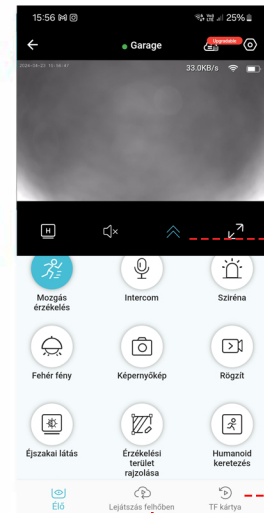 15:56
25%
Garage
Upgradable
33.0KB/s
H
Mozgás
érzékelés
Intercom
Sziréna
Fehér fény
Képernyőkép
Rögzít
Éjszakai látás
Érzékelési
terület
rajzolása
Humanoid
keretezés
Élő
Lejátszás felhőben
TF kártya